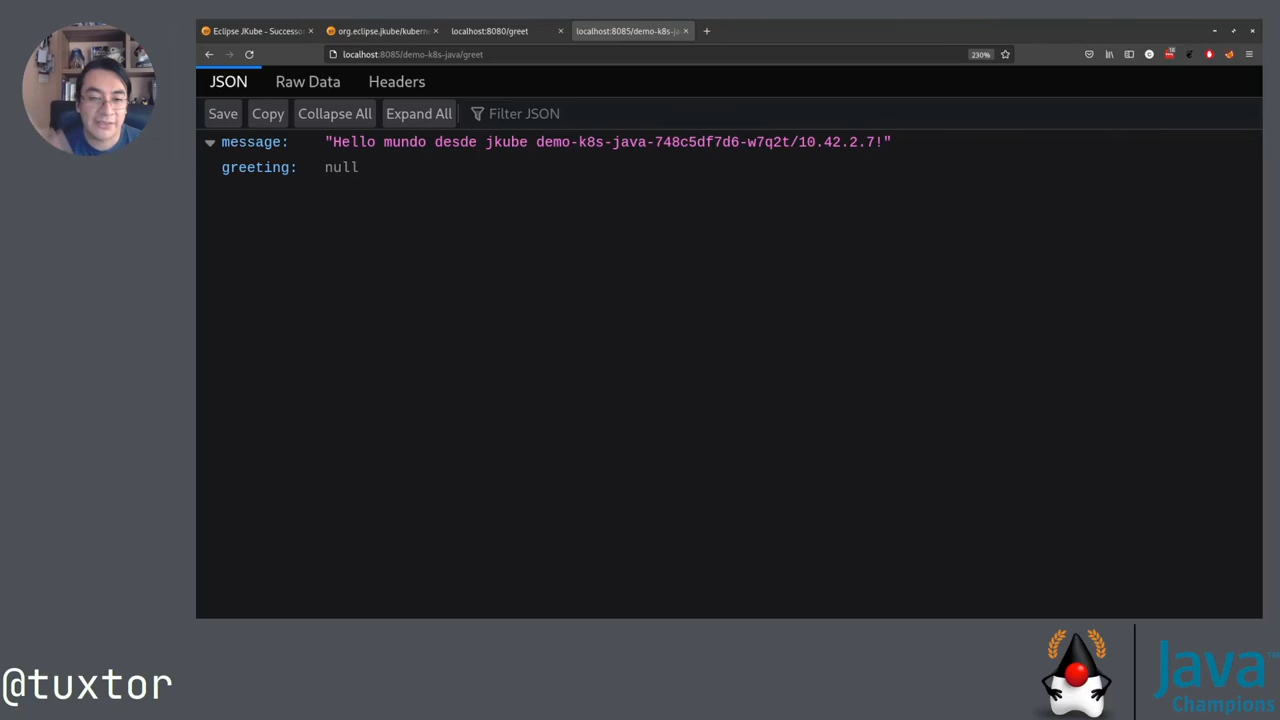 Eclipse JKube - Successo
org.eclipse.jkube/kubern
localhost:8080/greet
localhost:8085/demo-k8s-ja
localhost:8085/demo-k8s-java/greet
230%
JSON
Raw Data
Headers
Save
Copy
Collapse All
Expand All
Filter JSON
message: "Hello mundo desde jkube demo-k8s-java-748c5df7d6-w7q2t/10.42.2.7!"
greeting: null
@tuxtor
Java
Champions